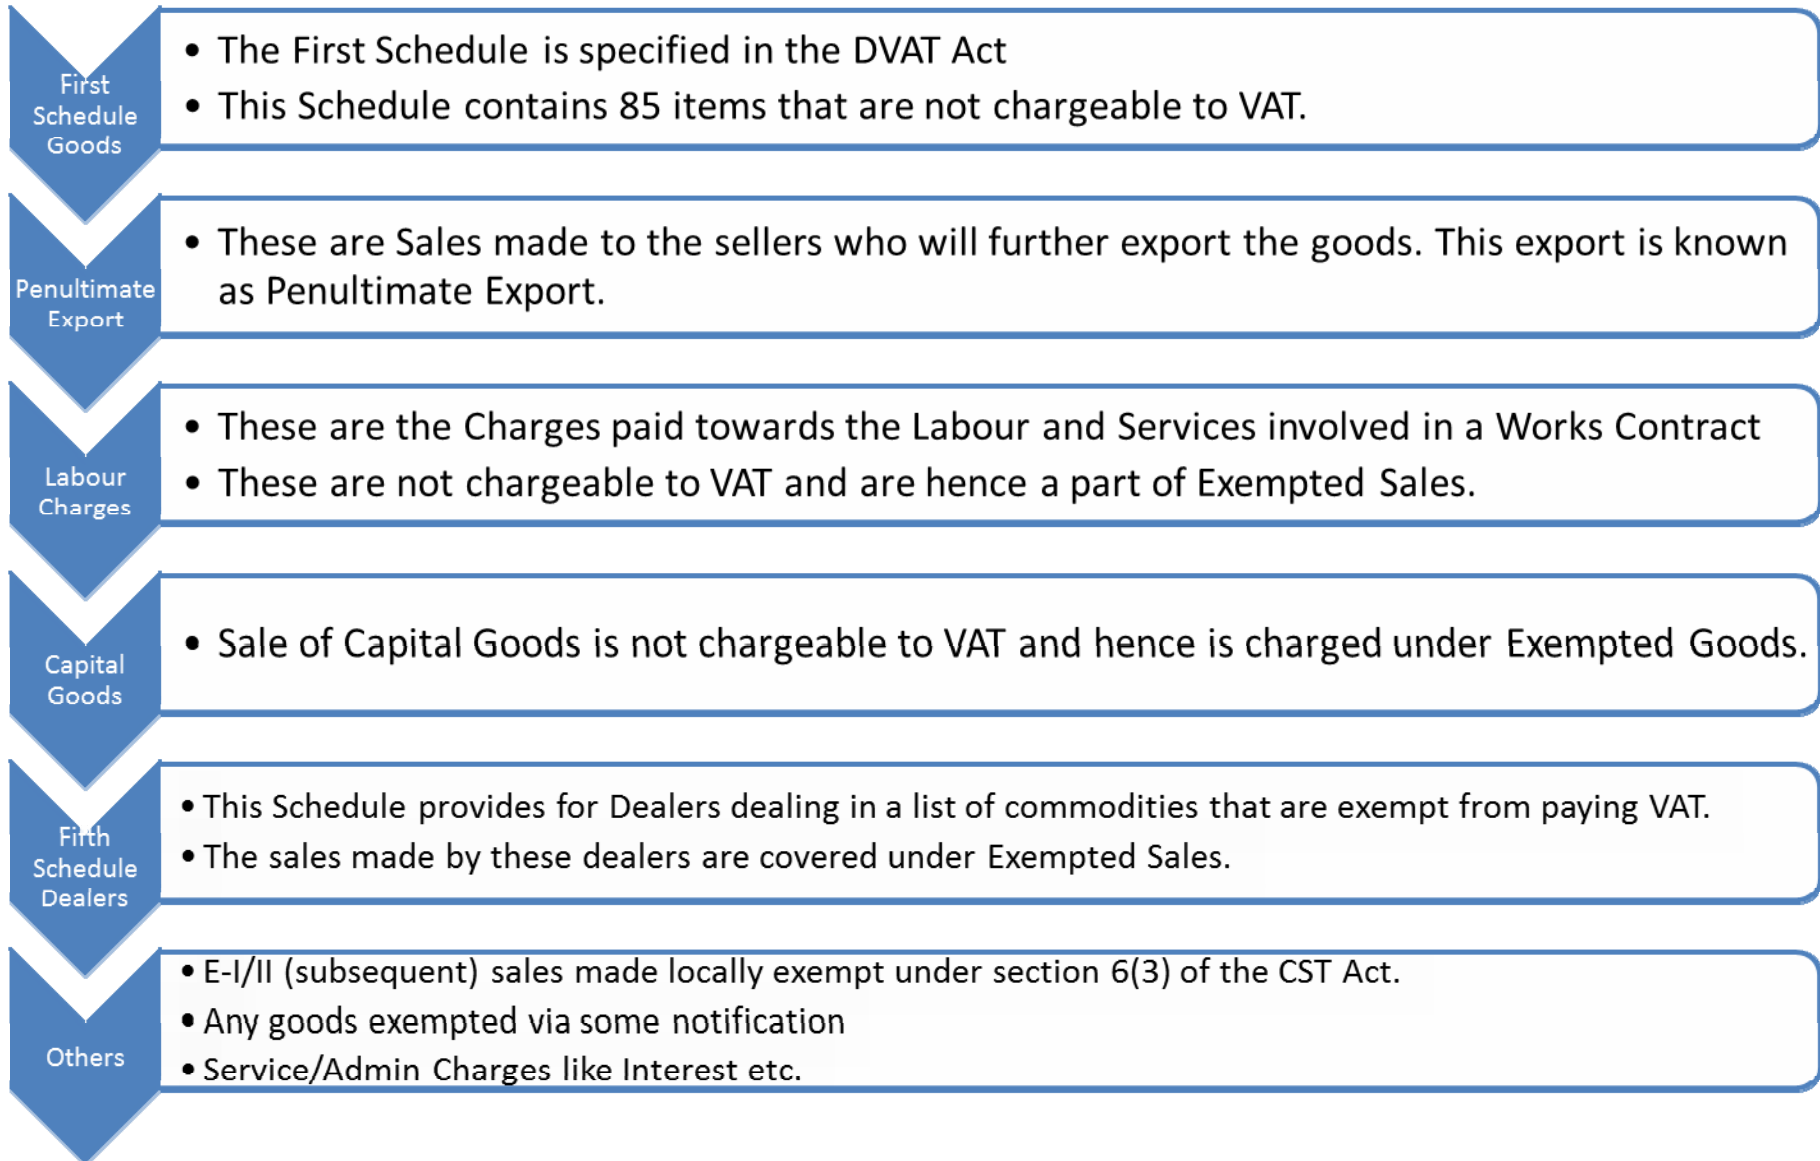 First
Schedule
Goods
• The First Schedule is specified in the DVAT Act
• This Schedule contains 85 items that are not chargeable to VAT.
Penultimate
Export
• These are Sales made to the sellers who will further export the goods. This export is known
as Penultimate Export.
Labour
Charges
• These are the Charges paid towards the Labour and Services involved in a Works Contract
• These are not chargeable to VAT and are hence a part of Exempted Sales.
Capital
Goods
• Sale of Capital Goods is not chargeable to VAT and hence is charged under Exempted Goods.
Fifth
Schedule
Dealers
• This Schedule provides for Dealers dealing in a list of commodities that are exempt from paying VAT.
• The sales made by these dealers are covered under Exempted Sales.
Others
• E-I/II (subsequent) sales made locally exempt under section 6(3) of the CST Act.
• Any goods exempted via some notification
• Service/Admin Charges like Interest etc.